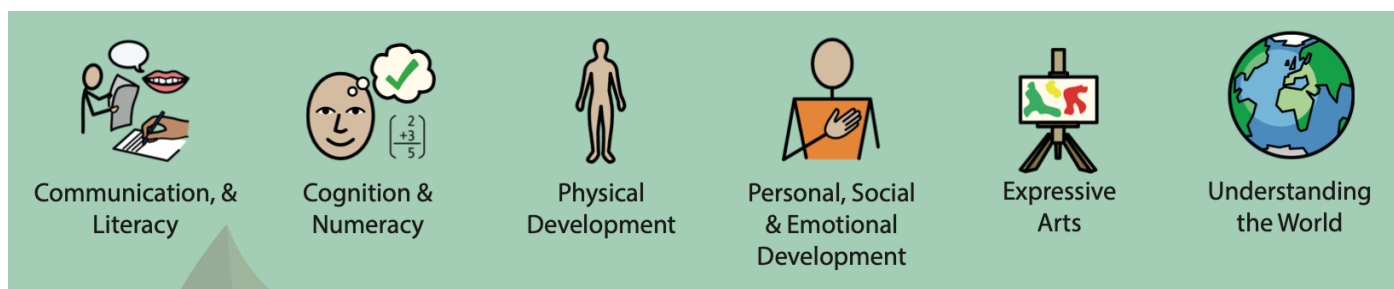 2
+3
5
Communication, &
Literacy
Cognition &
Numeracy
Physical
Development
Personal, Social
& Emotional
Development
Expressive
Arts
Understanding
the World